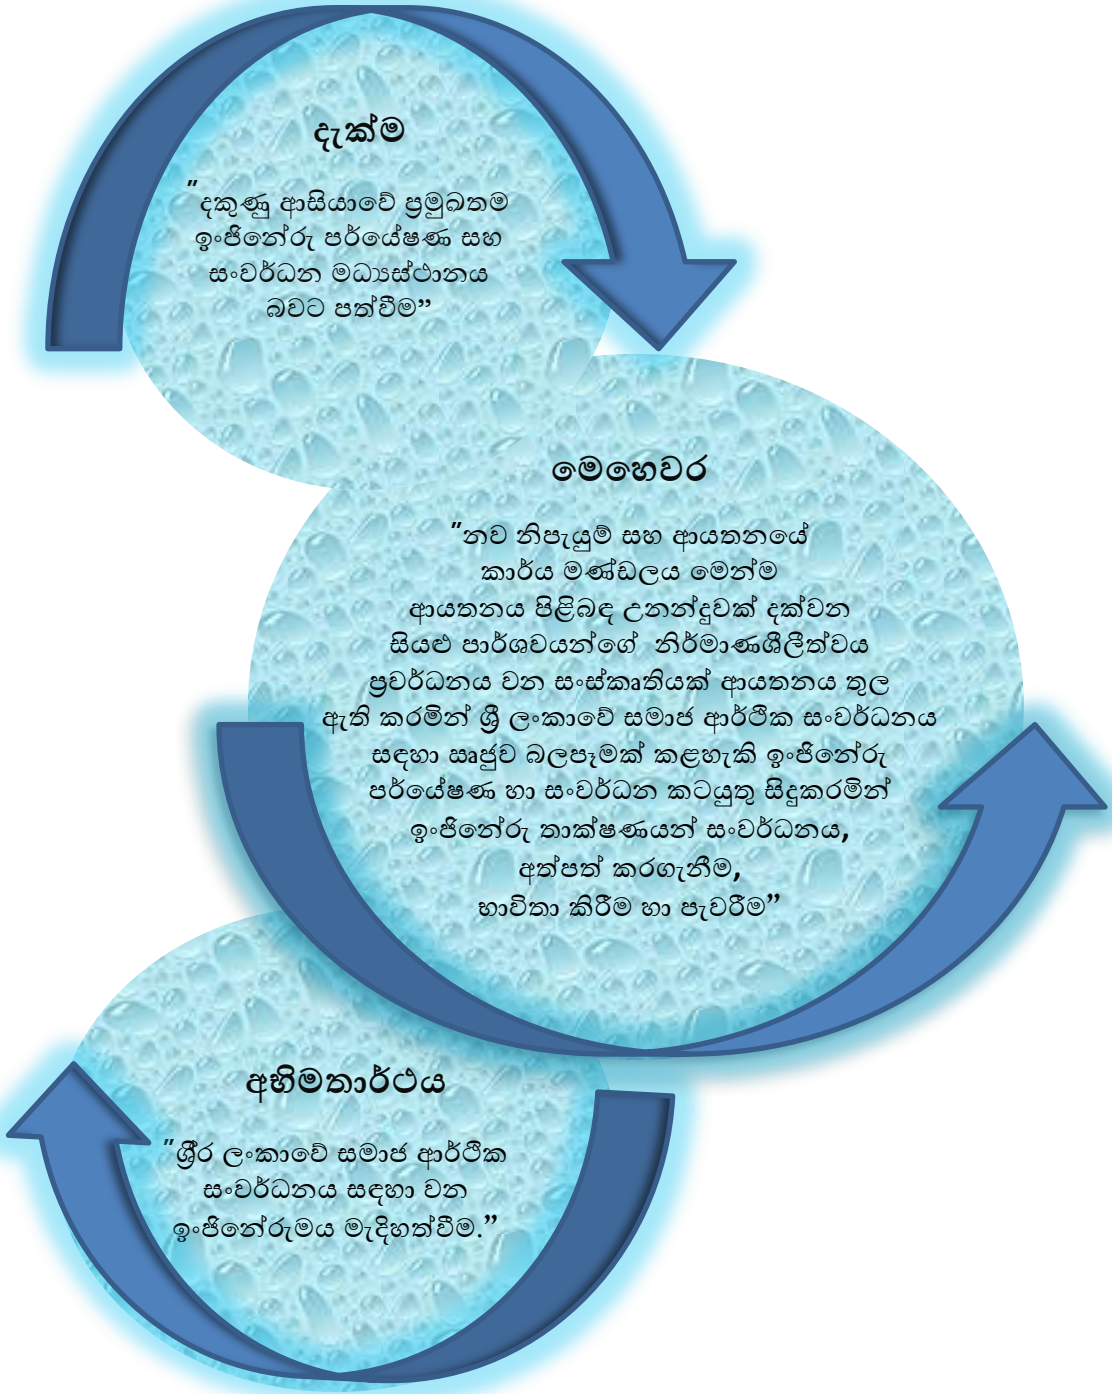 දැක්ම
"දකුණු ආසියාවේ ප්‍රමුඛතම
ඉංජිනේරු පර්යේෂණ සහ
සංවර්ධන මධ්‍යස්ථානය
බවට පත්වීම”
මෙහෙවර
"නව නිපැයුම් සහ ආයතනයේ
කාර්ය මණ්ඩලය මෙන්ම
ආයතනය පිළිබඳ උනන්දුවක් දක්වන
සියළු පාර්ශවයන්ගේ නිර්මාණශීලීත්වය
ප්‍රවර්ධනය වන සංස්කෘතියක් ආයතනය තුල
ඇති කරමින් ශ්‍රී ලංකාවේ සමාජ ආර්ථික සංවර්ධනය
සඳහා ඍජුව බලපෑමක් කළහැකි ඉංජිනේරු
පර්යේෂණ හා සංවර්ධන කටයුතු සිදුකරමින්
ඉංජිනේරු තාක්ෂණයන් සංවර්ධනය,
අත්පත් කරගැනීම,
භාවිතා කිරීම හා පැවරීම”
අභිමතාර්ථය
"ශ්‍රීර ලංකාවේ සමාජ ආර්ථික
සංවර්ධනය සඳහා වන
ඉංජිනේරුමය මැදිහත්වීම.”